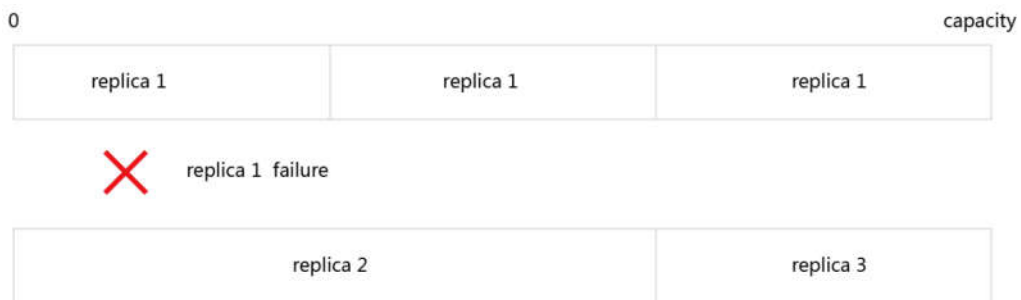 0 capacity
replica 1 replica 1 replica 1
replica 1 failure
replica 2 replica 3